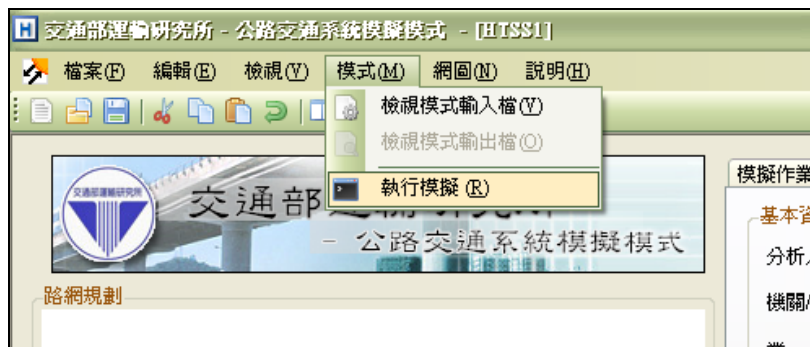 交通部運輸研究所 - 公路交通系統模擬模式 - [HTSS1]
檔案(F) 編輯(E) 檢視(V) 模式(M) 網圖(N) 說明(H)
檢視模式輸入檔(V)
檢視模式輸出檔(O)
執行模擬 (R)
交通部運輸研究所
交通部
- 公路交通系統模擬模式
模擬作業
基本資
分析
機關/
路網規劃